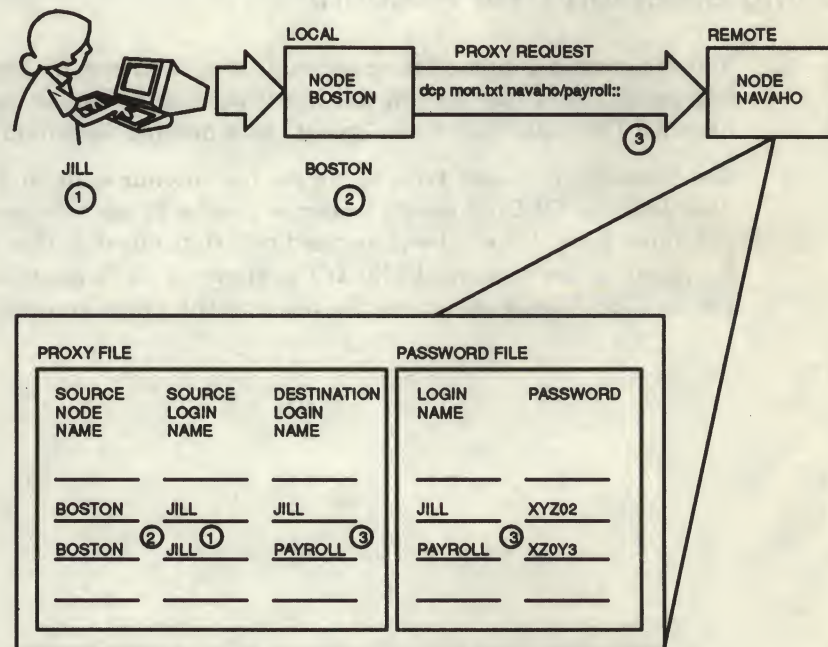 LOCAL
PROXY REQUEST
REMOTE
NODE
BOSTON
dcp mon.txt navaho/payroll::
NODE
NAVAHO
3
JILL
1
BOSTON
2
PROXY FILE
PASSWORD FILE
SOURCE
NODE
NAME
SOURCE
LOGIN
NAME
DESTINATION
LOGIN
NAME
LOGIN
NAME
PASSWORD
BOSTON JILL JILL JILL XYZ02
2 1 3 3
BOSTON JILL PAYROLL PAYROLL XZ0Y3